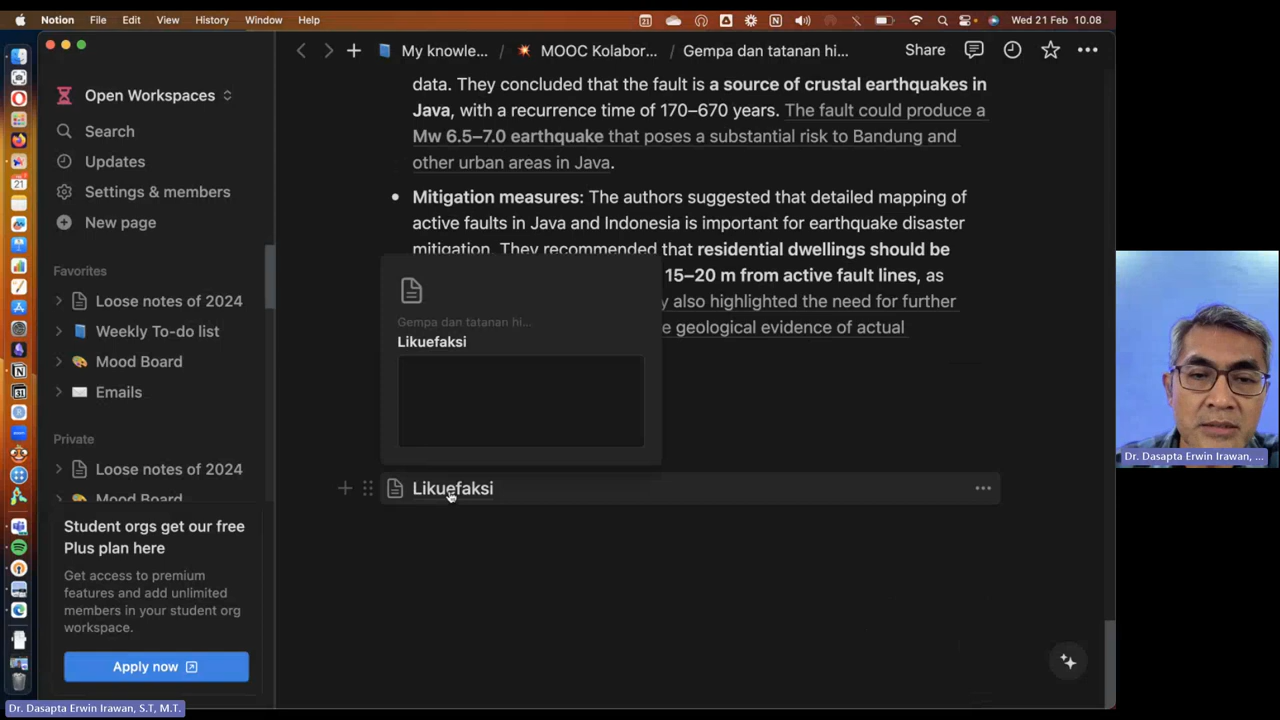 Notion File Edit View History Window Help Wed 21 Feb 10.08
My knowle... / MOOC Kolabor... / Gempa dan tatanan hi... Share
Open Workspaces
Search
Updates
Settings & members
New page
Favorites
Loose notes of 2024
Weekly To-do list
Mood Board
Emails
Private
Loose notes of 2024
Mood Board
Student orgs get our free
Plus plan here
Get access to premium
features and add unlimited
members in your student org
workspace.
Apply now
data. They concluded that the fault is a source of crustal earthquakes in
Java, with a recurrence time of 170–670 years. The fault could produce a
Mw 6.5–7.0 earthquake that poses a substantial risk to Bandung and
other urban areas in Java.
Mitigation measures: The authors suggested that detailed mapping of
active faults in Java and Indonesia is important for earthquake disaster
mitigation. They recommended that residential dwellings should be
15–20 m from active fault lines, as
also highlighted the need for further
geological evidence of actual
Gempa dan tatanan hi...
Likuefaksi
Likuefaksi
Dr. Dasapta Erwin Irawan, ...
Dr. Dasapta Erwin Irawan, S.T, M.T.